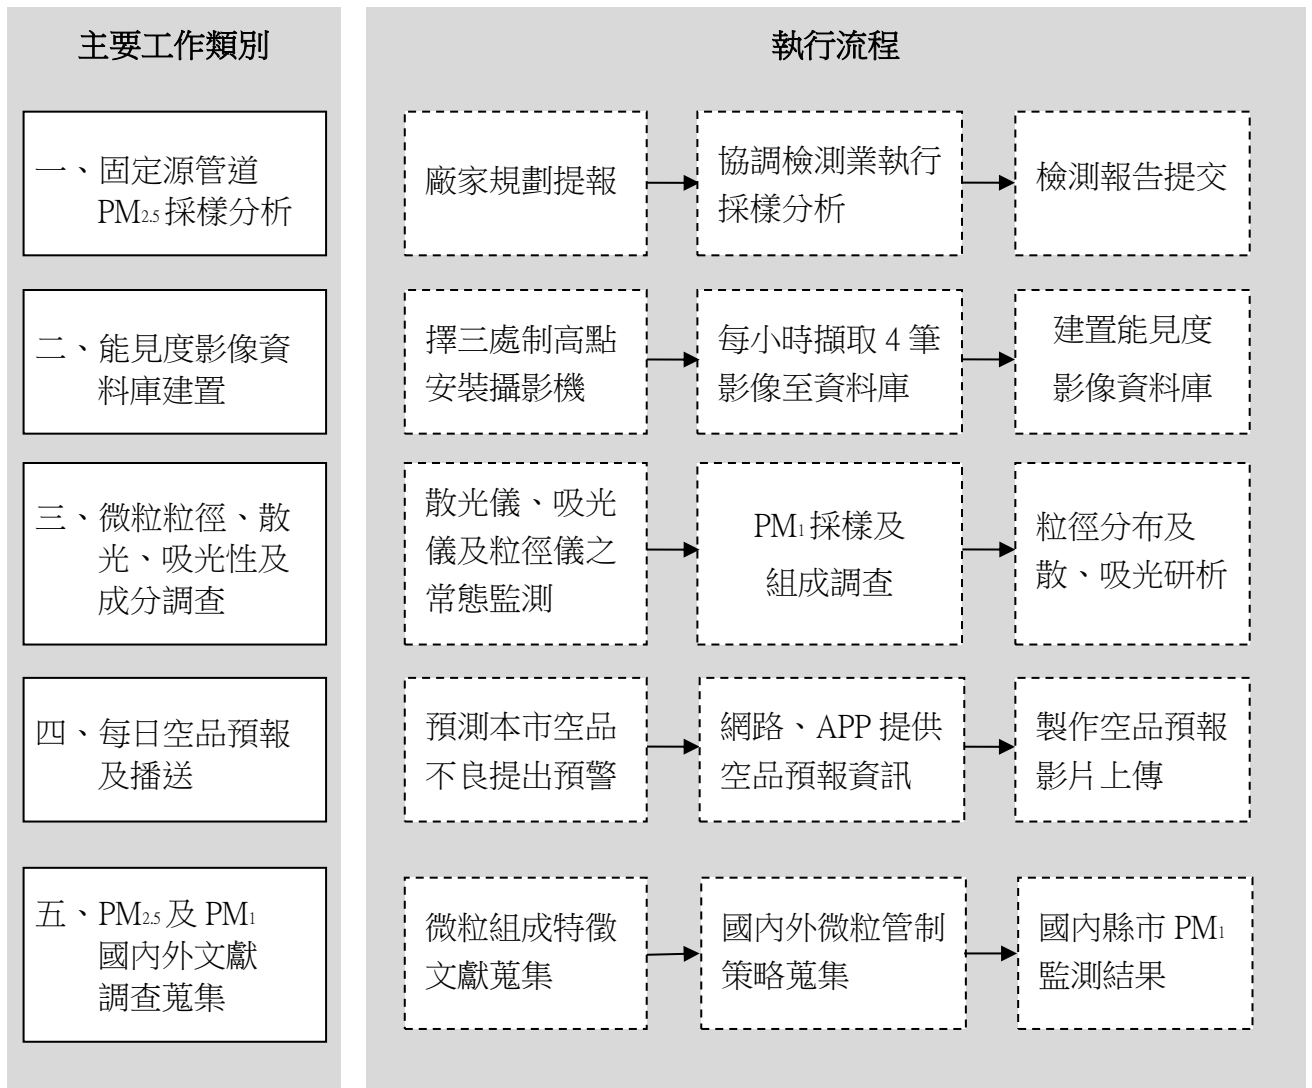 主要工作類別
執行流程
一、固定源管道
PM2.5採樣分析
廠家規劃提報
協調檢測業執行
採樣分析
檢測報告提交
二、能見度影像資
料庫建置
擇三處制高點
安裝攝影機
每小時擷取 4 筆
影像至資料庫
建置能見度
影像資料庫
三、微粒粒徑、散
光、吸光性及
成分調查
散光儀、吸光
儀及粒徑儀之
常態監測
PM1 採樣及
組成調查
粒徑分布及
散、吸光研析
四、每日空品預報
及播送
預測本市空品
不良提出預警
網路、APP 提供
空品預報資訊
製作空品預報
影片上傳
五、PM2.5 及 PM1
國內外文獻
調查蒐集
微粒組成特徵
文獻蒐集
國內外微粒管制
策略蒐集
國內縣市 PM1
監測結果